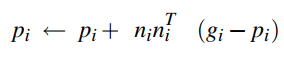 pᵢ ← pᵢ + nᵢnᵢᵀ (gᵢ − pᵢ)